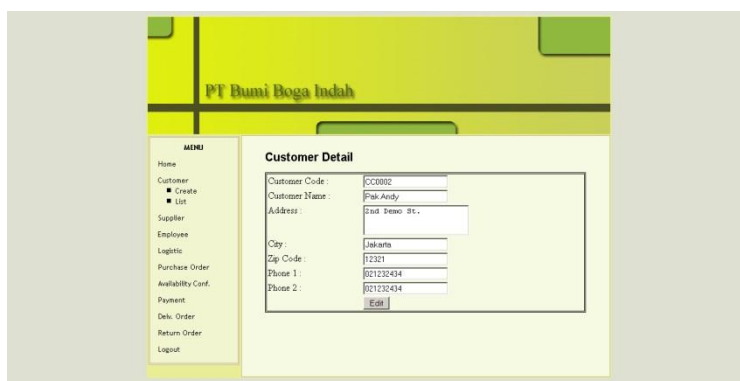 PT Bumi Boga Indah
MENU
Home
Customer
Create
List
Supplier
Employee
Logistic
Purchase Order
Availability Conf.
Payment
Delv. Order
Return Order
Logout
Customer Detail
Customer Code : CC0002
Customer Name : Pak Andy
Address : 2nd Demo St.
City : Jakarta
Zip Code : 12321
Phone 1 : 021232434
Phone 2 : 021232434
Edit